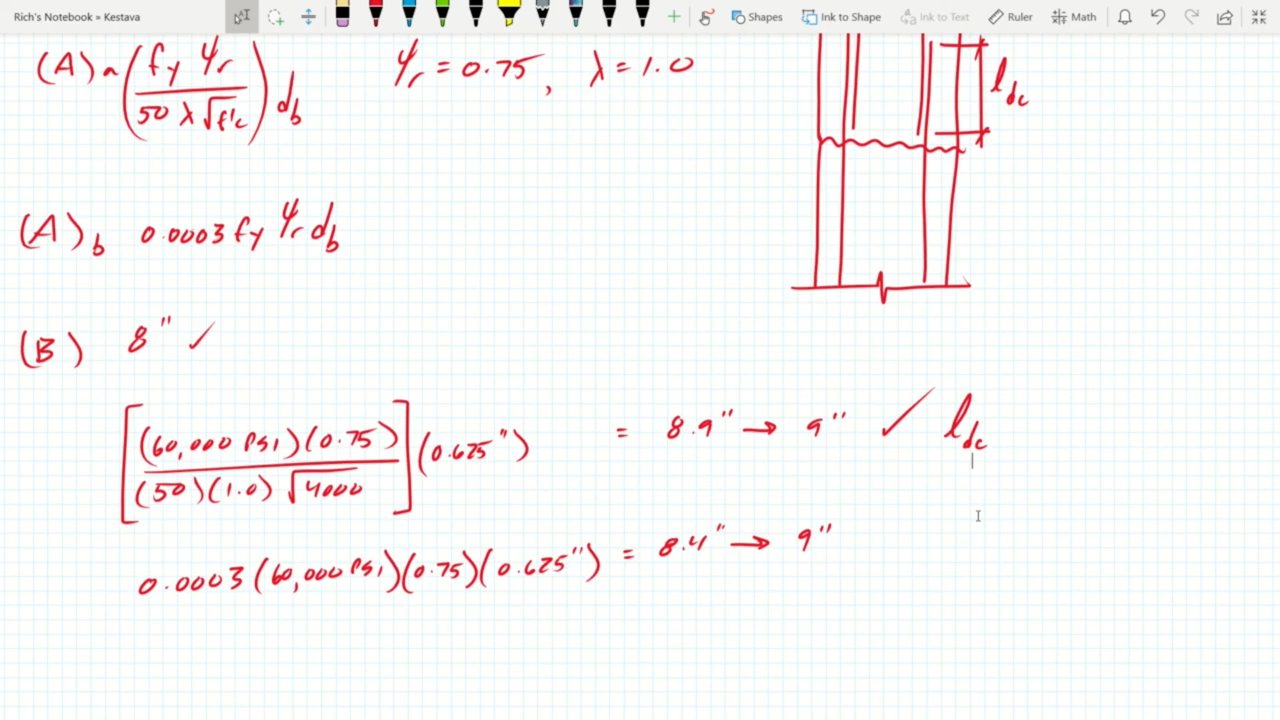 Rich's Notebook » Kestava
Shapes
Ink to Shape
Ink to Text
Ruler
Math
(A)a (fy Ψr / 50 λ √f'c) db
Ψr = 0.75, λ = 1.0
ldc
(A)b 0.0003 fy Ψr db
(B) 8" ✓
[(60,000 PSI)(0.75) / (50)(1.0) √4000] (0.625") = 8.9" → 9" ✓ ldc
0.0003 (60,000 PSI)(0.75)(0.625") = 8.4" → 9"